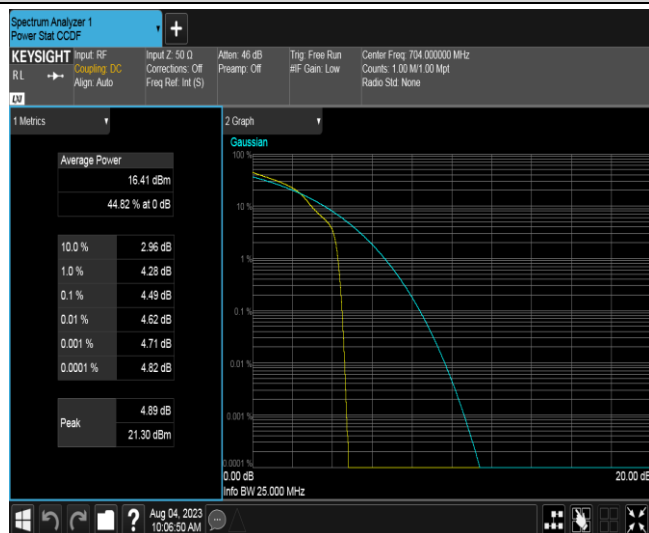 Spectrum Analyzer 1
Power Stat CCDF
+
KEYSIGHT
RL
LXI
Input: RF
Coupling: DC
Align: Auto
Input Z: 50 Ω
Corrections: Off
Freq Ref: Int (S)
Atten: 46 dB
Preamp: Off
Trig: Free Run
#IF Gain: Low
Center Freq: 704.000000 MHz
Counts: 1.00 M/1.00 Mpt
Radio Std: None
1 Metrics
Average Power
16.41 dBm
44.82 % at 0 dB
10.0 % 2.96 dB
1.0 % 4.28 dB
0.1 % 4.49 dB
0.01 % 4.62 dB
0.001 % 4.71 dB
0.0001 % 4.82 dB
Peak
4.89 dB
21.30 dBm
2 Graph
Gaussian
100 %
10 %
1 %
0.1 %
0.01 %
0.001 %
0.0001 %
0.00 dB 20.00 dB
Info BW 25.000 MHz
?
Aug 04, 2023
10:06:50 AM